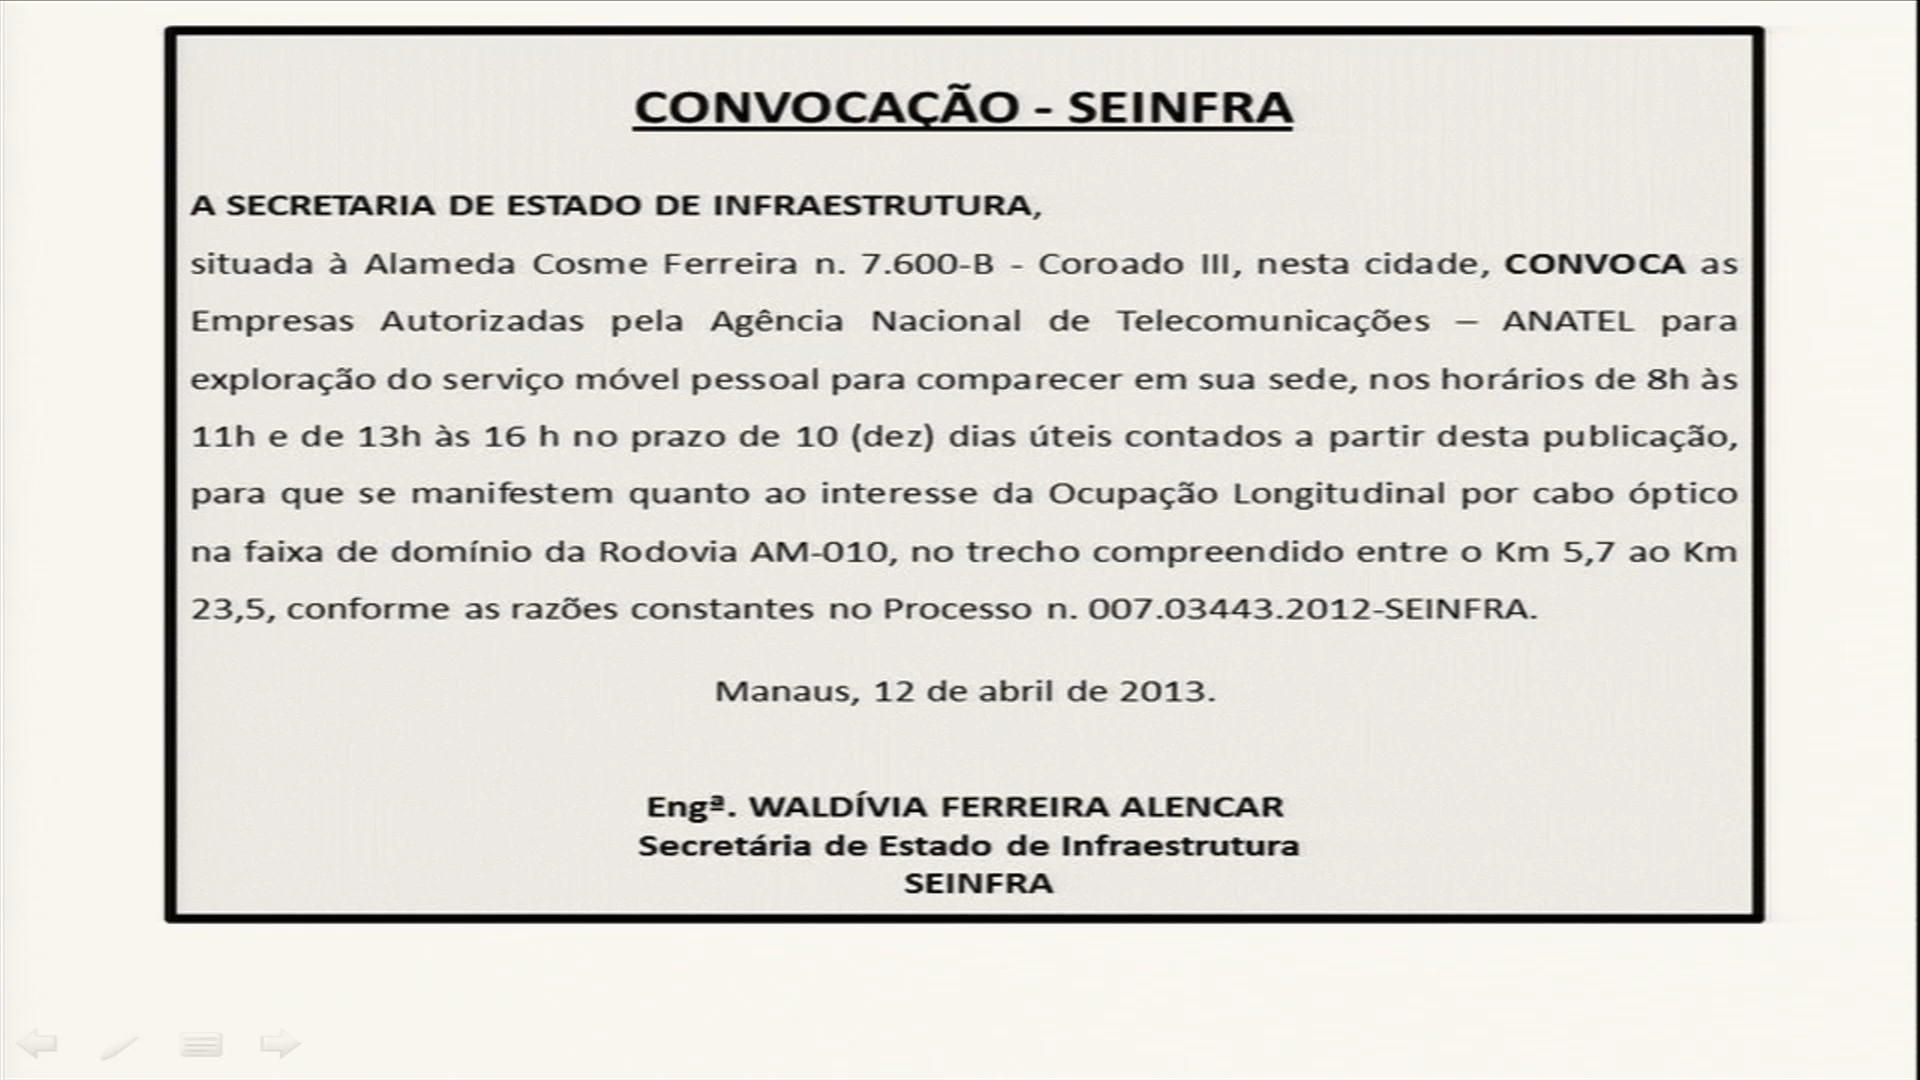 CONVOCAÇÃO - SEINFRA
A SECRETARIA DE ESTADO DE INFRAESTRUTURA,
situada à Alameda Cosme Ferreira n. 7.600-B - Coroado III, nesta cidade, CONVOCA as
Empresas Autorizadas pela Agência Nacional de Telecomunicações – ANATEL para
exploração do serviço móvel pessoal para comparecer em sua sede, nos horários de 8h às
11h e de 13h às 16 h no prazo de 10 (dez) dias úteis contados a partir desta publicação,
para que se manifestem quanto ao interesse da Ocupação Longitudinal por cabo óptico
na faixa de domínio da Rodovia AM-010, no trecho compreendido entre o Km 5,7 ao Km
23,5, conforme as razões constantes no Processo n. 007.03443.2012-SEINFRA.
Manaus, 12 de abril de 2013.
Engª. WALDÍVIA FERREIRA ALENCAR
Secretária de Estado de Infraestrutura
SEINFRA